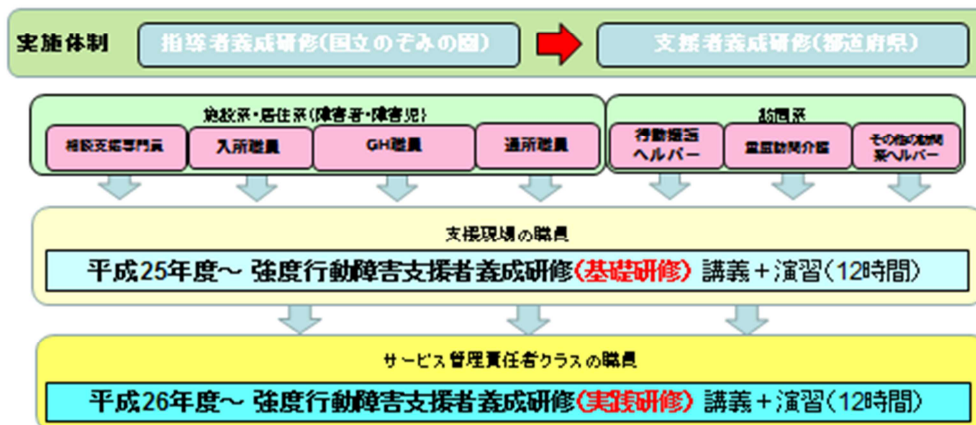 実施体制
指導者養成研修(国立のぞみの園)
支援者養成研修(都道府県)
施設系・居住系(障害者・障害児)
訪問系
相談支援専門員
入所職員
GH職員
通所職員
行動援護
ヘルパー
重度訪問介護
その他の訪問
系ヘルパー
支援現場の職員
平成25年度～ 強度行動障害支援者養成研修(基礎研修) 講義＋演習(12時間)
サービス管理責任者クラスの職員
平成26年度～ 強度行動障害支援者養成研修(実践研修) 講義＋演習(12時間)